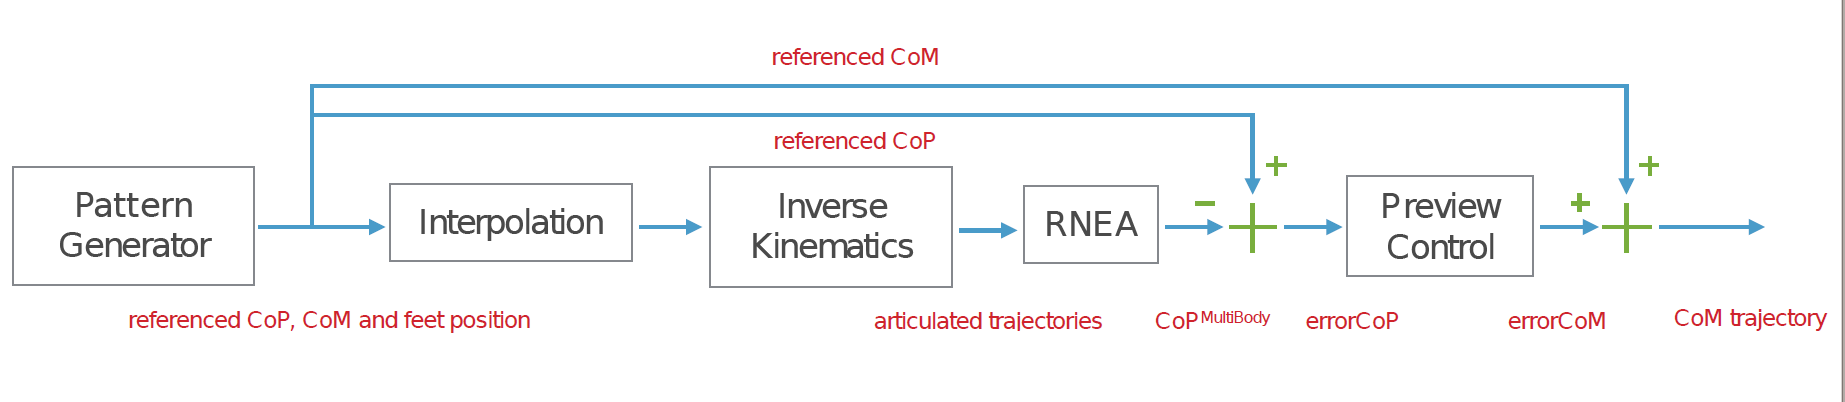 referenced CoM
referenced CoP
Pattern
Generator
Interpolation
Inverse
Kinematics
RNEA
Preview
Control
referenced CoP, CoM and feet position
articulated trajectories
CoP MultiBody
errorCoP
errorCoM
CoM trajectory